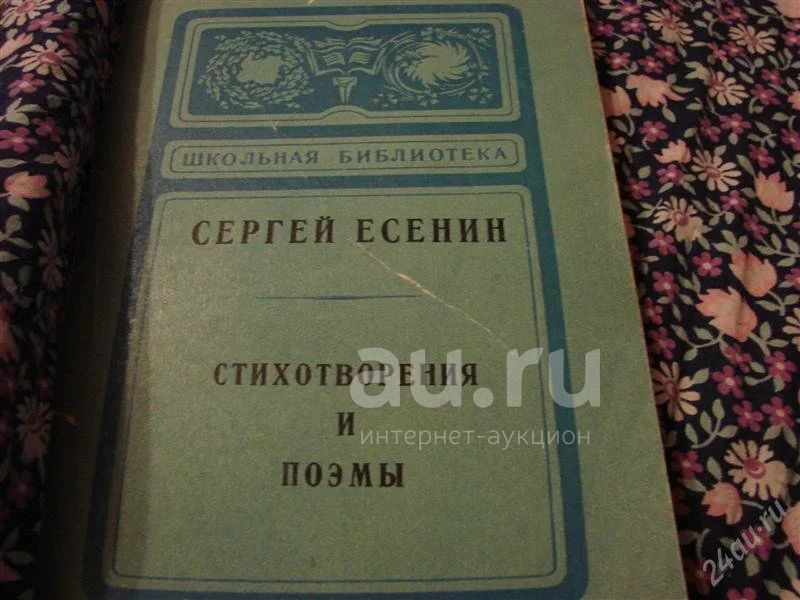 ШКОЛЬНАЯ БИБЛИОТЕКА
СЕРГЕЙ ЕСЕНИН
СТИХОТВОРЕНИЯ
И
ПОЭМЫ
au.ru
интернет-аукцион
24au.ru